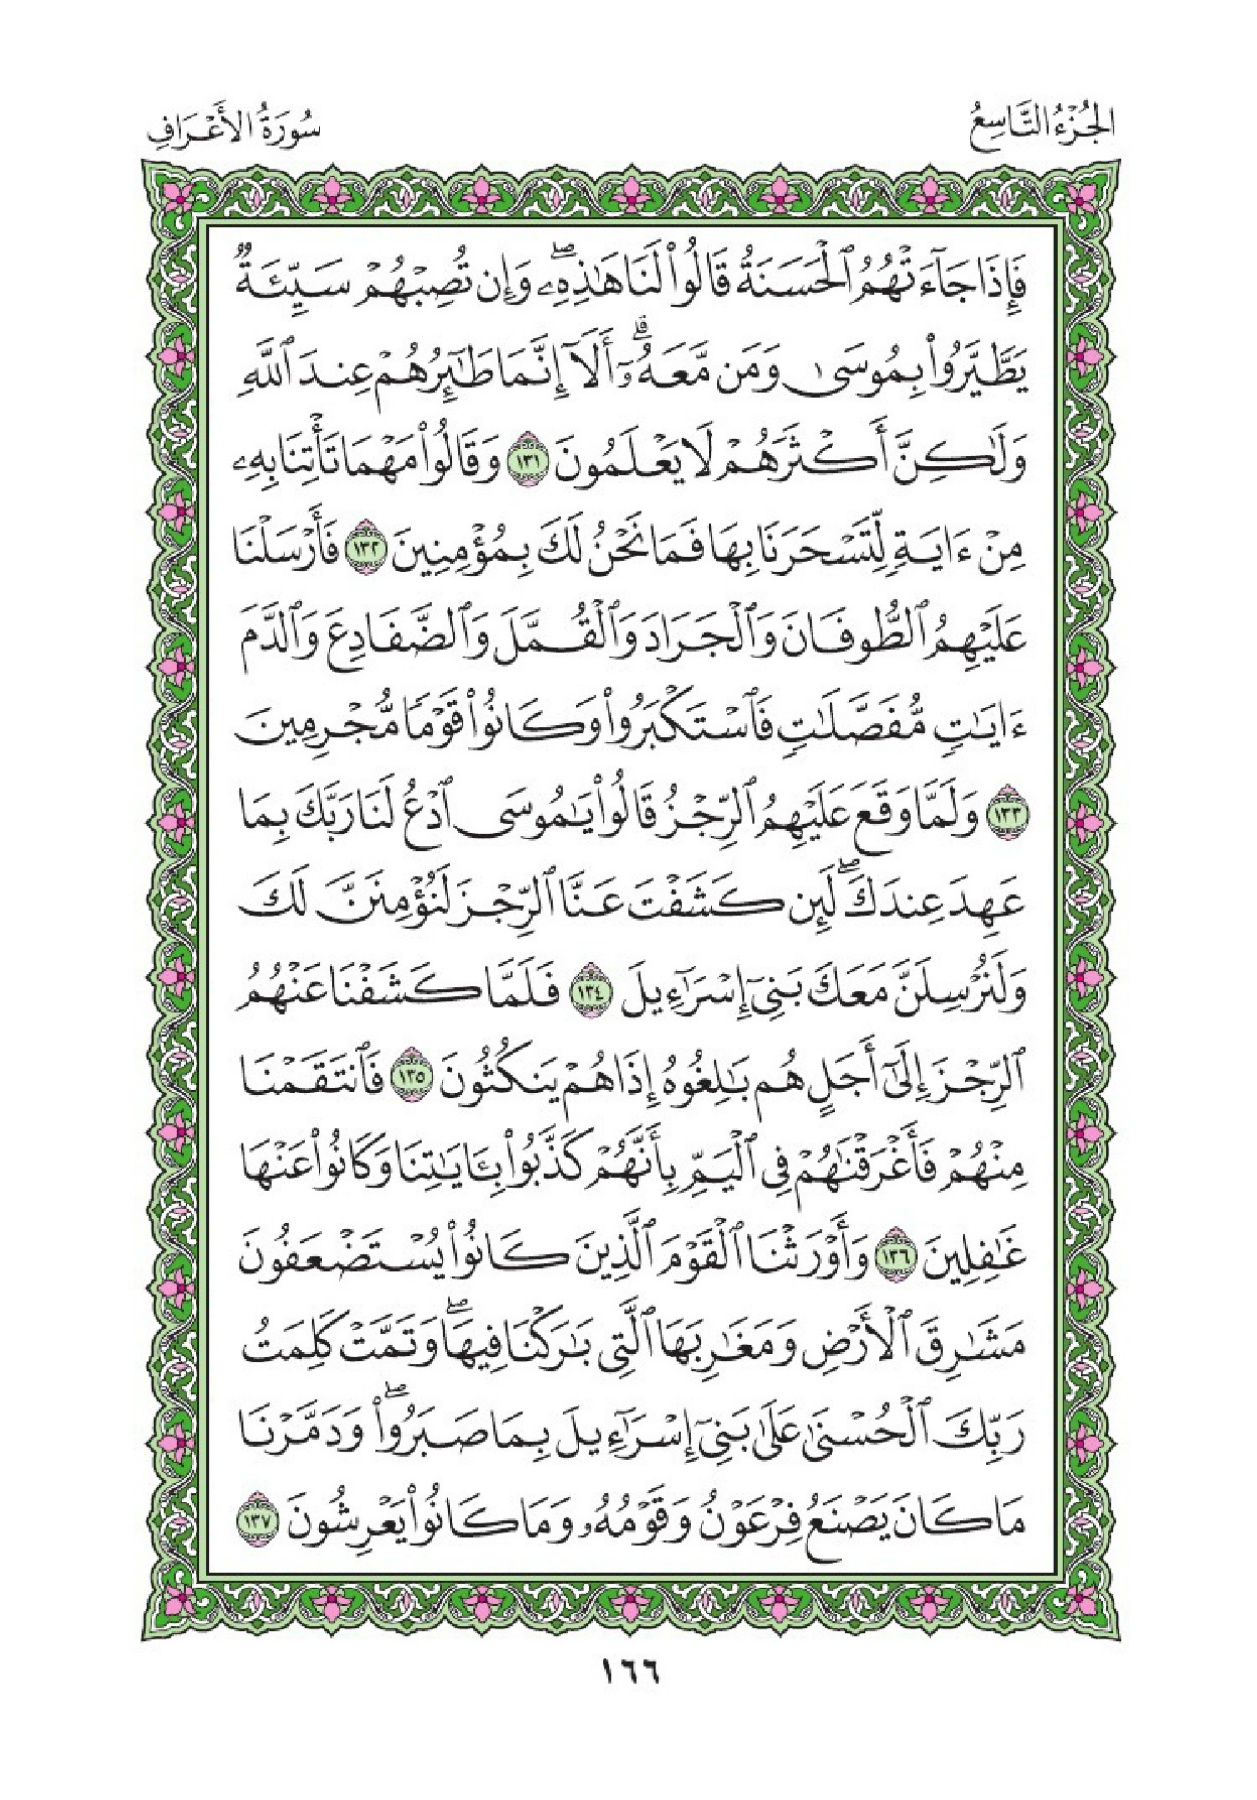 الجُزْءُ التَّاسِعُ
سُورَةُ الأَعْرَافِ
فَإِذَا جَآءَتْهُمُ ٱلْحَسَنَةُ قَالُوا۟ لَنَا هَـٰذِهِۦۖ وَإِن تُصِبْهُمْ سَيِّئَةٌ
يَطَّيَّرُوا۟ بِمُوسَىٰ وَمَن مَّعَهُۥٓۗ أَلَآ إِنَّمَا طَـٰٓئِرُهُمْ عِندَ ٱللَّهِ
وَلَـٰكِنَّ أَكْثَرَهُمْ لَا يَعْلَمُونَ ١٣١ وَقَالُوا۟ مَهْمَا تَأْتِنَا بِهِۦ
مِنْ ءَايَةٍ لِّتَسْحَرَنَا بِهَا فَمَا نَحْنُ لَكَ بِمُؤْمِنِينَ ١٣٢ فَأَرْسَلْنَا
عَلَيْهِمُ ٱلطُّوفَانَ وَٱلْجَرَادَ وَٱلْقُمَّلَ وَٱلضَّفَادِعَ وَٱلدَّمَ
ءَايَـٰتٍ مُّفَصَّلَـٰتٍ فَٱسْتَكْبَرُوا۟ وَكَانُوا۟ قَوْمًا مُّجْرِمِينَ
١٣٣ وَلَمَّا وَقَعَ عَلَيْهِمُ ٱلرِّجْزُ قَالُوا۟ يَـٰمُوسَى ٱدْعُ لَنَا رَبَّكَ بِمَا
عَهِدَ عِندَكَۖ لَئِن كَشَفْتَ عَنَّا ٱلرِّجْزَ لَنُؤْمِنَنَّ لَكَ
وَلَنُرْسِلَنَّ مَعَكَ بَنِىٓ إِسْرَٰٓءِيلَ ١٣٤ فَلَمَّا كَشَفْنَا عَنْهُمُ
ٱلرِّجْزَ إِلَىٰٓ أَجَلٍ هُم بَـٰلِغُوهُ إِذَا هُمْ يَنكُثُونَ ١٣٥ فَٱنتَقَمْنَا
مِنْهُمْ فَأَغْرَقْنَـٰهُمْ فِى ٱلْيَمِّ بِأَنَّهُمْ كَذَّبُوا۟ بِـَٔايَـٰتِنَا وَكَانُوا۟ عَنْهَا
غَـٰفِلِينَ ١٣٦ وَأَوْرَثْنَا ٱلْقَوْمَ ٱلَّذِينَ كَانُوا۟ يُسْتَضْعَفُونَ
مَشَـٰرِقَ ٱلْأَرْضِ وَمَغَـٰرِبَهَا ٱلَّتِى بَـٰرَكْنَا فِيهَاۖ وَتَمَّتْ كَلِمَتُ
رَبِّكَ ٱلْحُسْنَىٰ عَلَىٰ بَنِىٓ إِسْرَٰٓءِيلَ بِمَا صَبَرُوا۟ۖ وَدَمَّرْنَا
مَا كَانَ يَصْنَعُ فِرْعَوْنُ وَقَوْمُهُۥ وَمَا كَانُوا۟ يَعْرِشُونَ ١٣٧
١٦٦